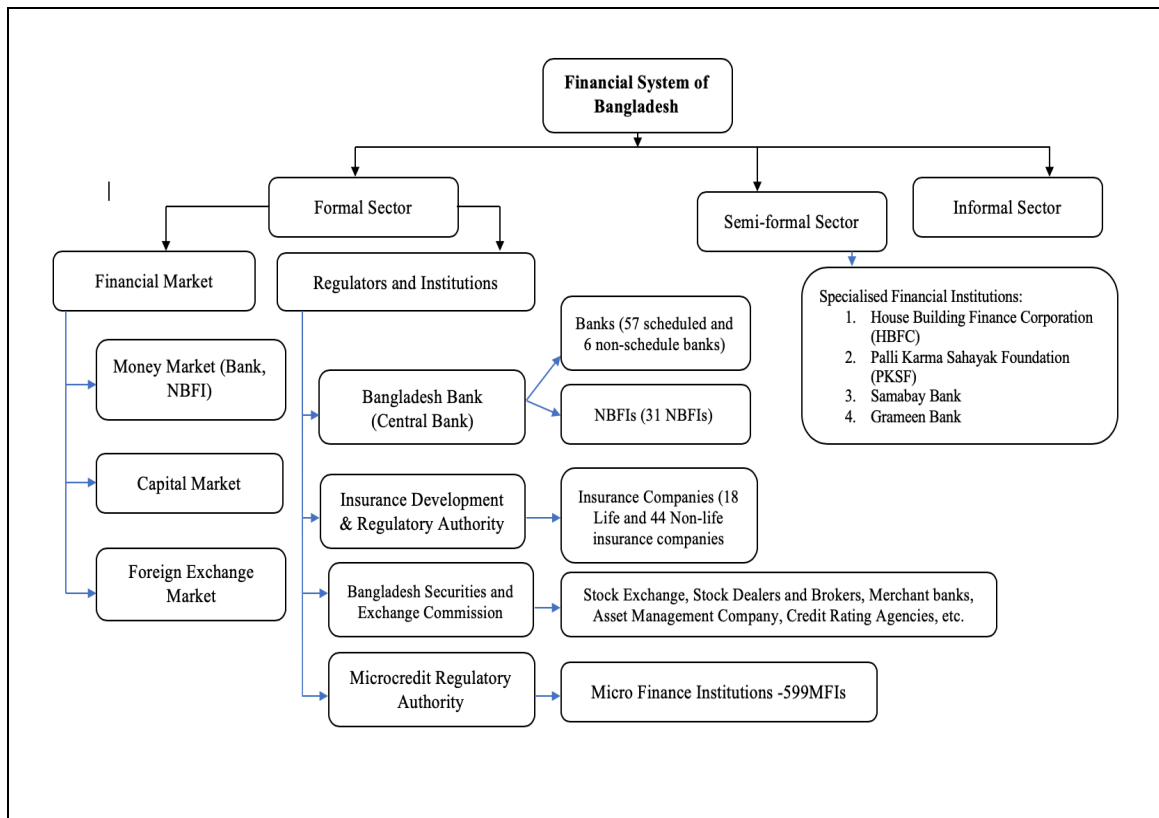 Financial System of
Bangladesh
Formal Sector
Semi-formal Sector
Informal Sector
Financial Market
Regulators and Institutions
Money Market (Bank,
NBFI)
Capital Market
Foreign Exchange
Market
Bangladesh Bank
(Central Bank)
Banks (57 scheduled and
6 non-schedule banks)
NBFIs (31 NBFIs)
Insurance Development
& Regulatory Authority
Insurance Companies (18
Life and 44 Non-life
insurance companies
Bangladesh Securities and
Exchange Commission
Stock Exchange, Stock Dealers and Brokers, Merchant banks,
Asset Management Company, Credit Rating Agencies, etc.
Microcredit Regulatory
Authority
Micro Finance Institutions -599MFIs
Specialised Financial Institutions:
1. House Building Finance Corporation
(HBFC)
2. Palli Karma Sahayak Foundation
(PKSF)
3. Samabay Bank
4. Grameen Bank